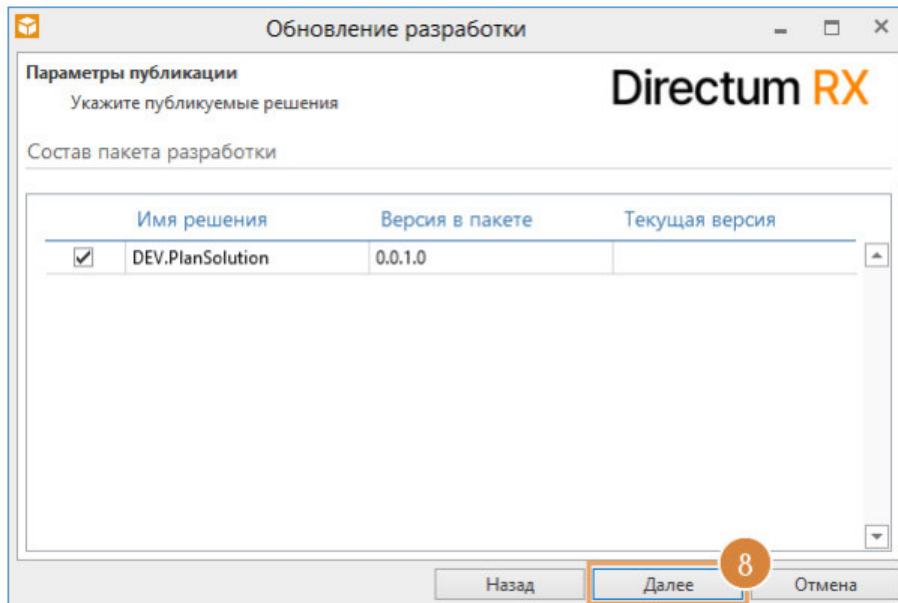 Обновление разработки
Параметры публикации
Укажите публикуемые решения
Directum RX
Состав пакета разработки
Имя решения Версия в пакете Текущая версия
DEV.PlanSolution 0.0.1.0
8
Назад Далее Отмена